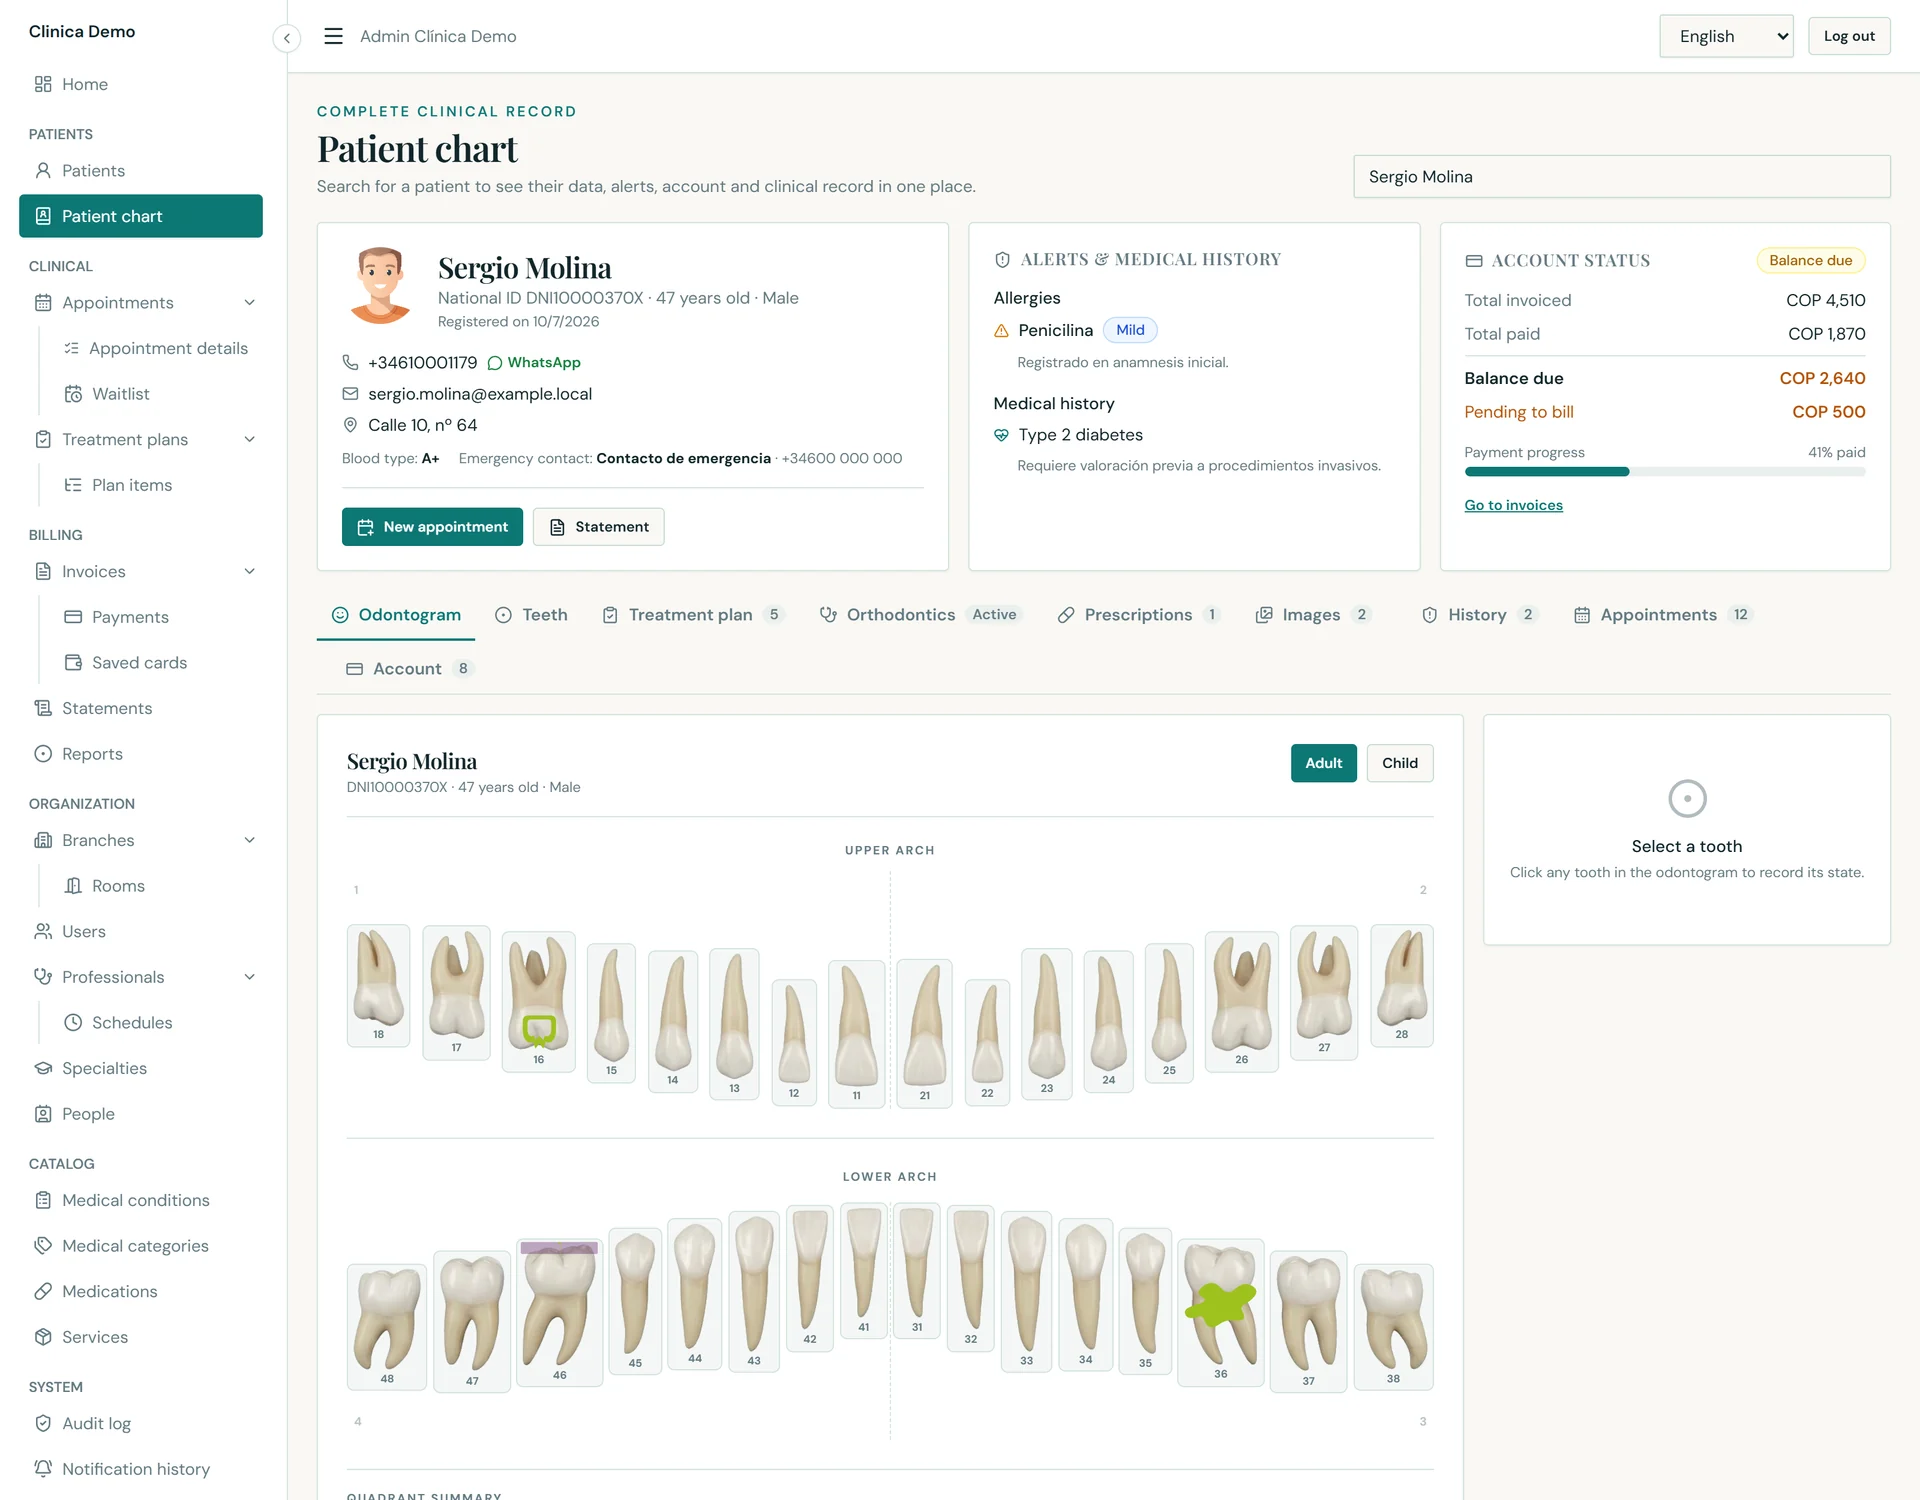 Clinica Demo
Home
PATIENTS
Patients
Patient chart
CLINICAL
Appointments
Appointment details
Waitlist
Treatment plans
Plan items
BILLING
Invoices
Payments
Saved cards
Statements
Reports
ORGANIZATION
Branches
Rooms
Users
Professionals
Schedules
Specialties
People
CATALOG
Medical conditions
Medical categories
Medications
Services
SYSTEM
Audit log
Notification history
Admin Clínica Demo
English
Log out
COMPLETE CLINICAL RECORD
Patient chart
Search for a patient to see their data, alerts, account and clinical record in one place.
Sergio Molina
Sergio Molina
National ID DNI10000370X · 47 years old · Male
Registered on 10/7/2026
+34610001179 WhatsApp
sergio.molina@example.local
Calle 10, nº 64
Blood type: A+ Emergency contact: Contacto de emergencia · +34600 000 000
New appointment Statement
ALERTS & MEDICAL HISTORY
Allergies
Penicilina Mild
Registrado en anamnesis inicial.
Medical history
Type 2 diabetes
Requiere valoración previa a procedimientos invasivos.
ACCOUNT STATUS Balance due
Total invoiced COP 4,510
Total paid COP 1,870
Balance due COP 2,640
Pending to bill COP 500
Payment progress 41% paid
Go to invoices
Odontogram Teeth Treatment plan 5 Orthodontics Active Prescriptions 1 Images 2 History 2 Appointments 12
Account 8
Sergio Molina
DNI10000370X · 47 years old · Male
Adult Child
UPPER ARCH
1 2
18 17 16 15 14 13 12 11 21 22 23 24 25 26 27 28
LOWER ARCH
48 47 46 45 44 43 42 41 31 32 33 34 35 36 37 38
4 3
QUADRANT SUMMARY
Select a tooth
Click any tooth in the odontogram to record its state.